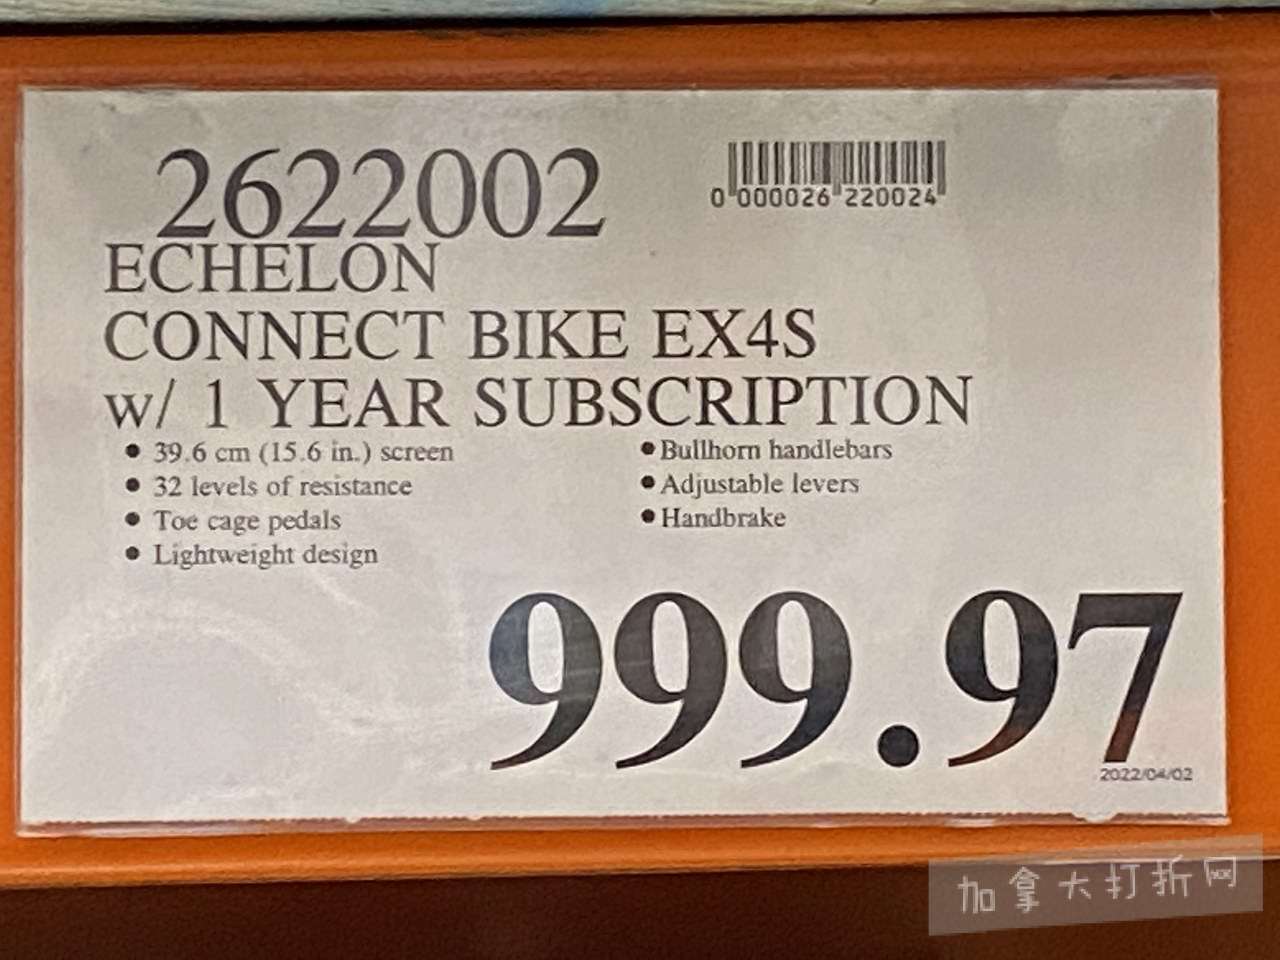 2622002
0 000026 220024
ECHELON
CONNECT BIKE EX4S
w/ 1 YEAR SUBSCRIPTION
● 39.6 cm (15.6 in.) screen
● 32 levels of resistance
● Toe cage pedals
● Lightweight design
● Bullhorn handlebars
● Adjustable levers
● Handbrake
999.97
2022/04/02
加拿大打折网